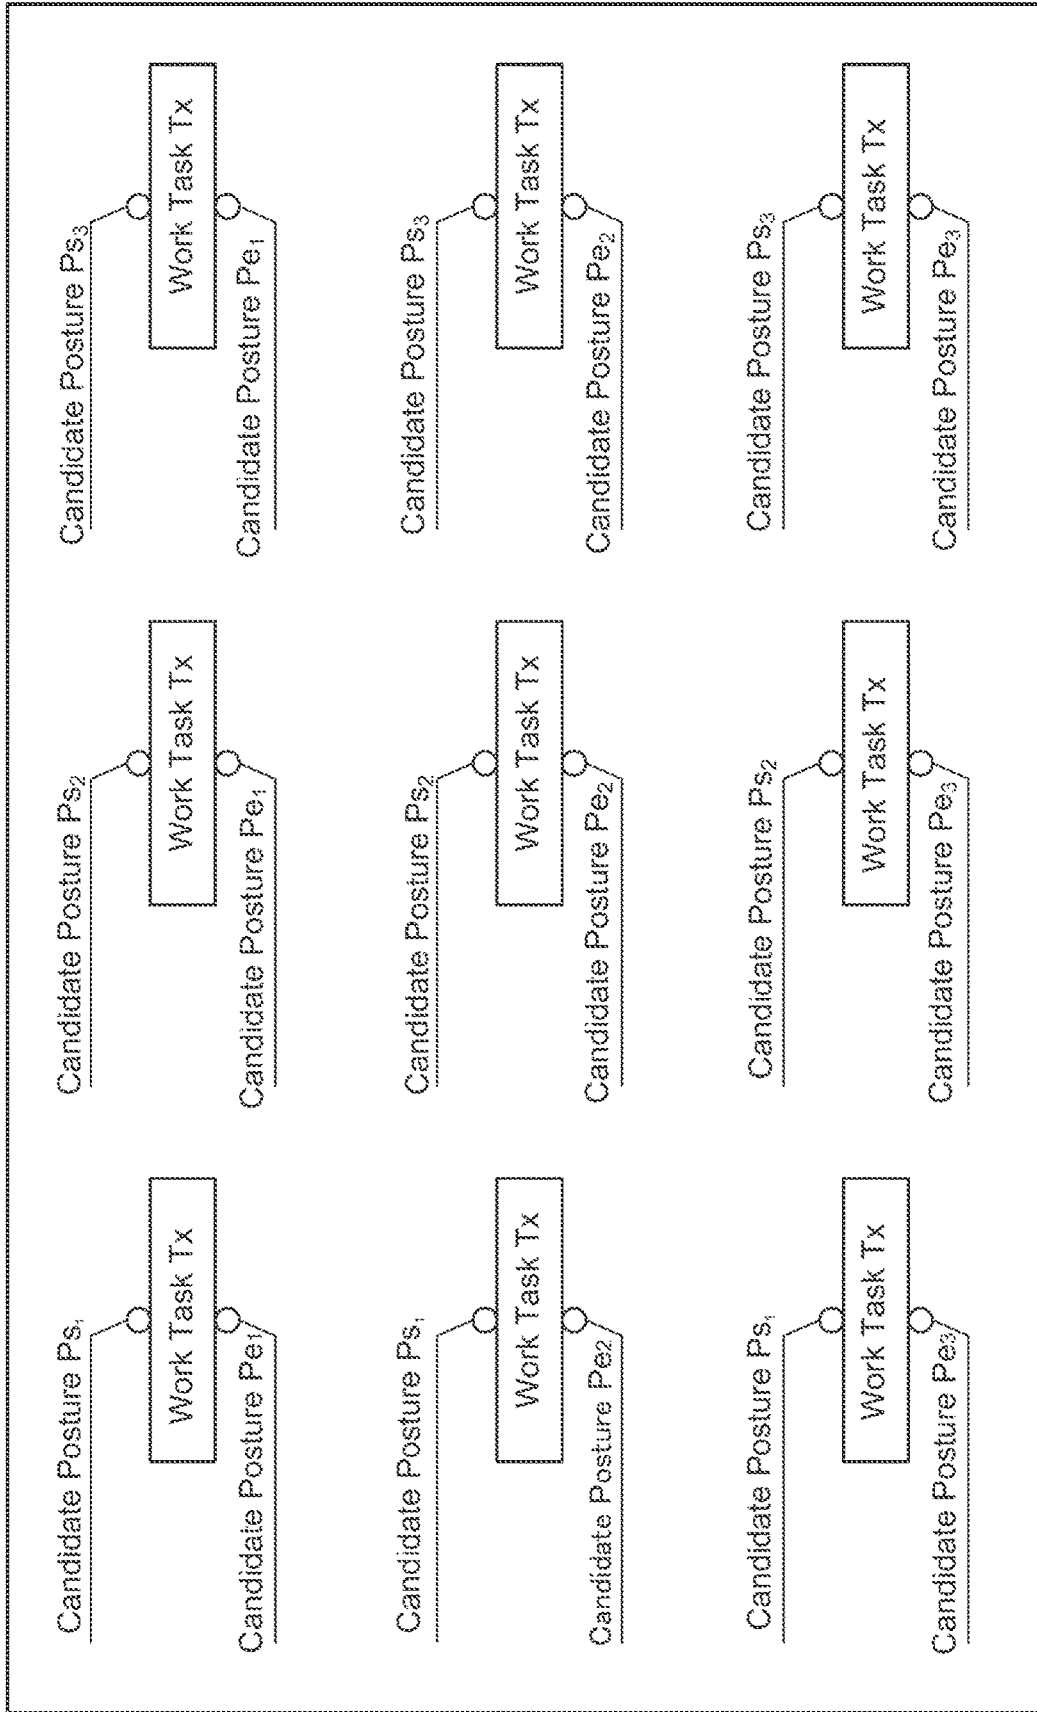 Candidate Posture Ps₁
Work Task Tx
Candidate Posture Pe₁
Candidate Posture Ps₂
Work Task Tx
Candidate Posture Pe₁
Candidate Posture Ps₃
Work Task Tx
Candidate Posture Pe₁
Candidate Posture Ps₁
Work Task Tx
Candidate Posture Pe₂
Candidate Posture Ps₂
Work Task Tx
Candidate Posture Pe₂
Candidate Posture Ps₃
Work Task Tx
Candidate Posture Pe₂
Candidate Posture Ps₁
Work Task Tx
Candidate Posture Pe₃
Candidate Posture Ps₂
Work Task Tx
Candidate Posture Pe₃
Candidate Posture Ps₃
Work Task Tx
Candidate Posture Pe₃